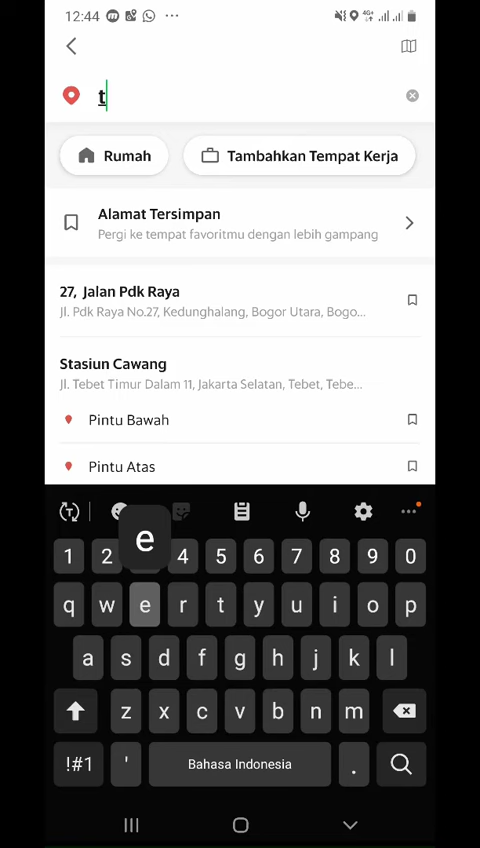 12:44
4G+
t
Rumah
Tambahkan Tempat Kerja
Alamat Tersimpan
Pergi ke tempat favoritmu dengan lebih gampang
27, Jalan Pdk Raya
Jl. Pdk Raya No.27, Kedunghalang, Bogor Utara, Bogo...
Stasiun Cawang
Jl. Tebet Timur Dalam 11, Jakarta Selatan, Tebet, Tebe...
Pintu Bawah
Pintu Atas
T
e
1 2 4 5 6 7 8 9 0
q w e r t y u i o p
a s d f g h j k l
z x c v b n m
!#1 ' Bahasa Indonesia .